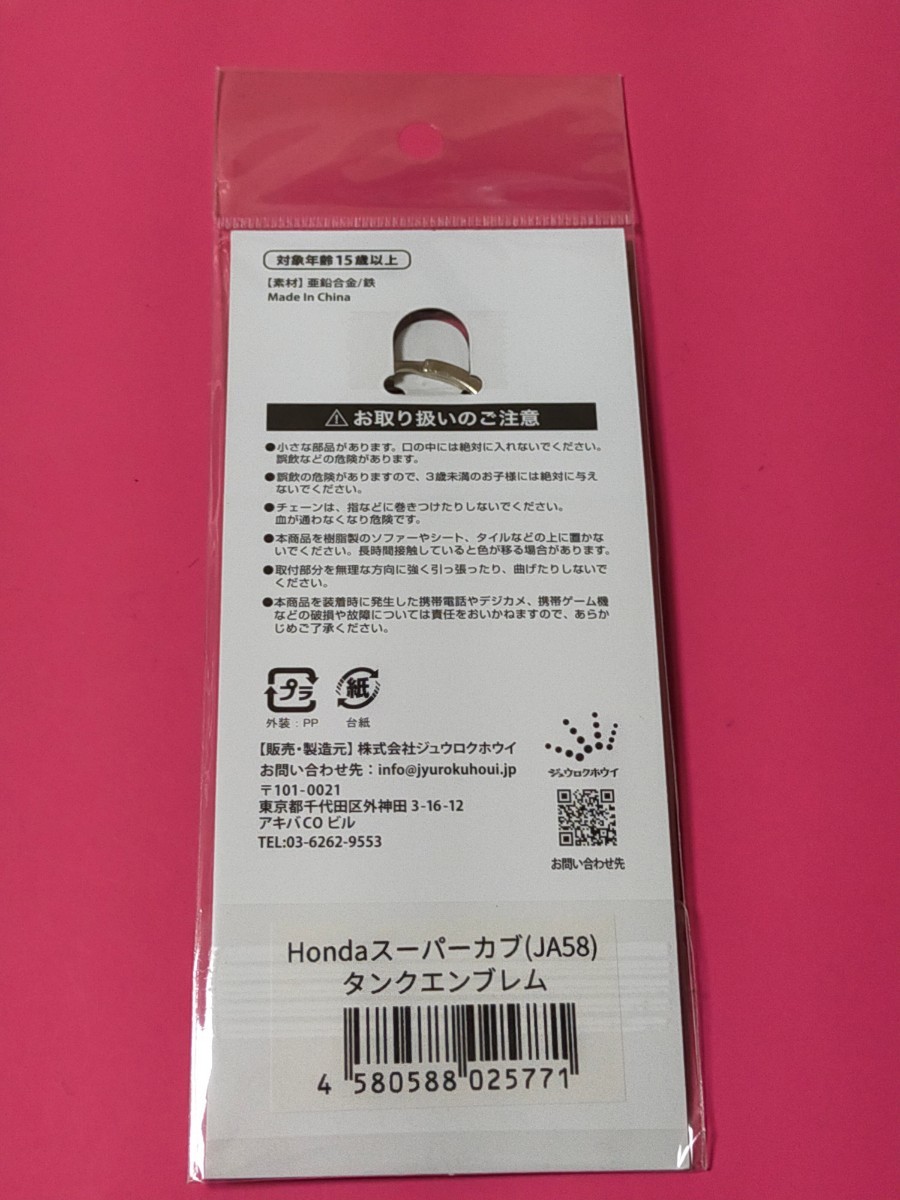 対象年齢15歳以上
【素材】亜鉛合金/鉄
Made In China
お取り扱いのご注意
●小さな部品があります。口の中には絶対に入れないでください。
誤飲などの危険があります。
●誤飲の危険がありますので、3歳未満のお子様には絶対に与え
ないでください。
●チェーンは、指などに巻きつけたりしないでください。
血が通わなくなり危険です。
●本商品を樹脂製のソファーやシート、タイルなどの上に置かな
いでください。長時間接触していると色が移る場合があります。
●取付部分を無理な方向に強く引っ張ったり、曲げたりしないで
ください。
●本商品を装着時に発生した携帯電話やデジカメ、携帯ゲーム機
などの破損や故障については責任をおいかねますので、あらか
じめご了承ください。
プラ
紙
外装：PP
台紙
【販売・製造元】株式会社ジュウロクホウイ
お問い合わせ先：info@jyurokuhoui.jp
〒101-0021
東京都千代田区外神田 3-16-12
アキバCO ビル
TEL:03-6262-9553
ジュウロクホウイ
お問い合わせ先
Hondaスーパーカブ(JA58)
タンクエンブレム
4 580588 025771